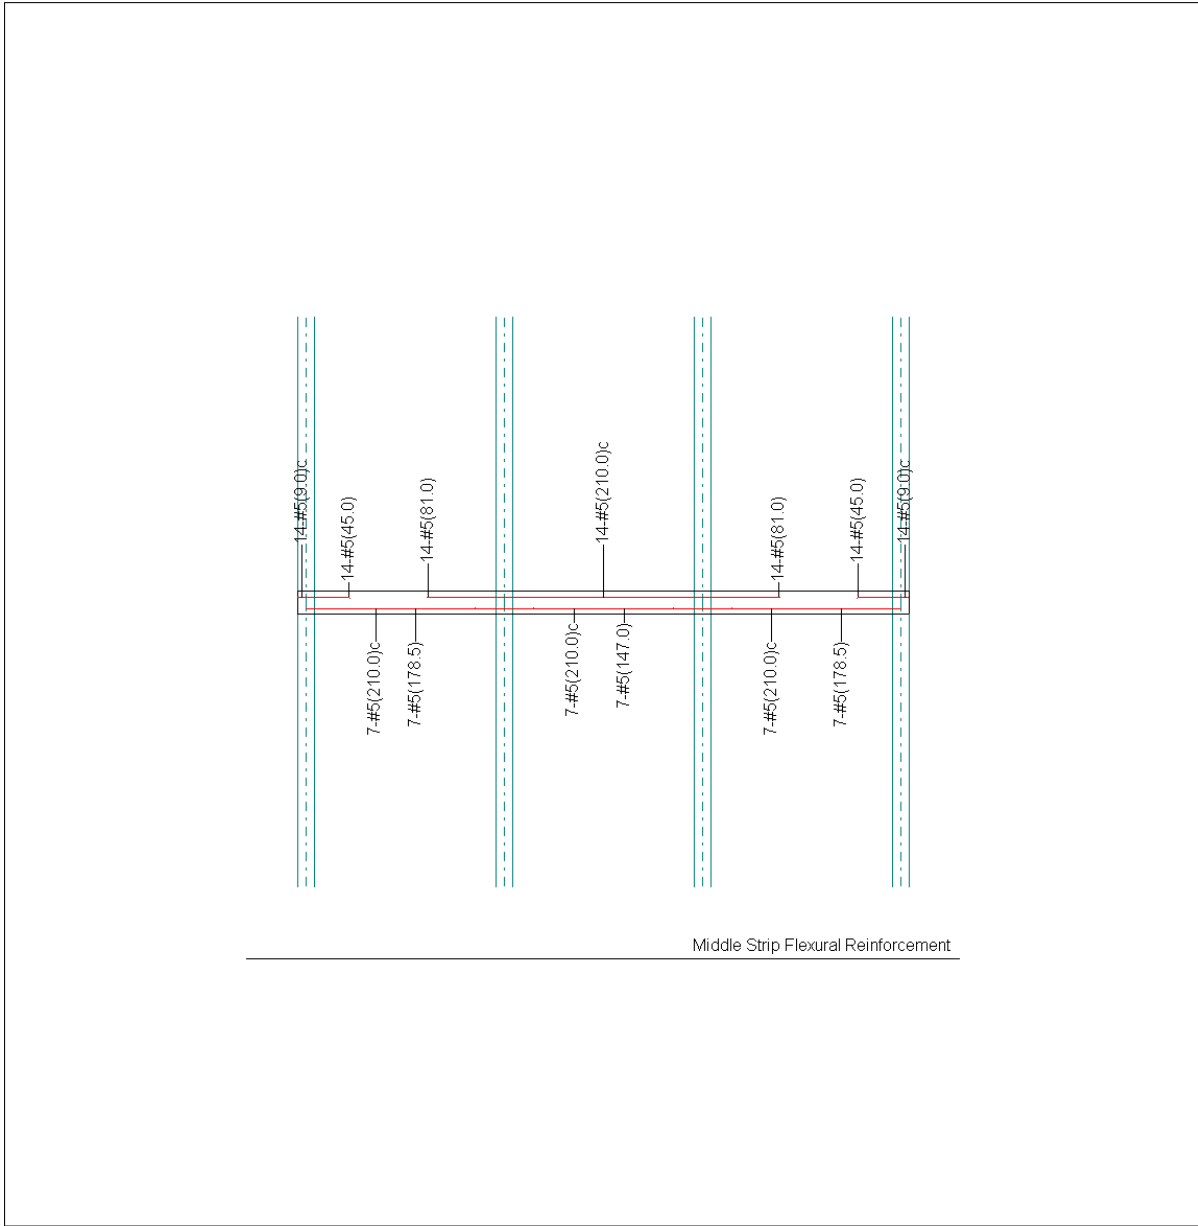 14-#5(9.0)c
14-#5(45.0)
14-#5(81.0)
14-#5(210.0)c
14-#5(81.0)
14-#5(45.0)
14-#5(9.0)c
7-#5(210.0)c
7-#5(178.5)
7-#5(210.0)c
7-#5(147.0)
7-#5(210.0)c
7-#5(178.5)
Middle Strip Flexural Reinforcement